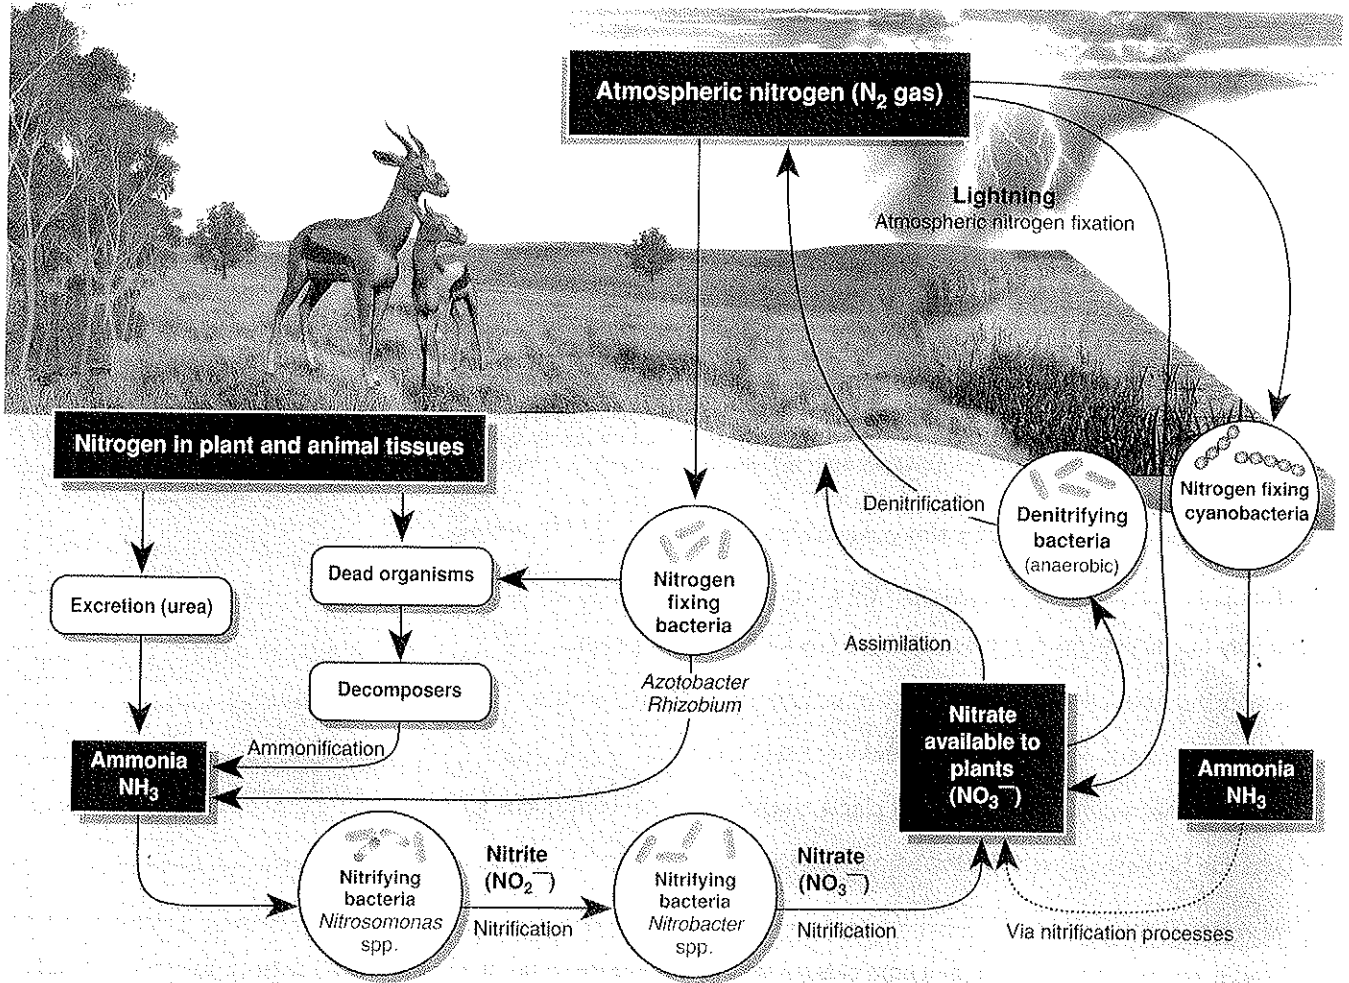 Atmospheric nitrogen (N₂ gas)
Lightning
Atmospheric nitrogen fixation
Nitrogen in plant and animal tissues
Excretion (urea)
Dead organisms
Decomposers
Ammonification
Ammonia
NH₃
Nitrogen
fixing
bacteria
Azotobacter
Rhizobium
Denitrification
Denitrifying
bacteria
(anaerobic)
Nitrogen fixing
cyanobacteria
Assimilation
Nitrate
available to
plants
(NO₃⁻)
Ammonia
NH₃
Nitrifying
bacteria
Nitrosomonas
spp.
Nitrite
(NO₂⁻)
Nitrification
Nitrifying
bacteria
Nitrobacter
spp.
Nitrate
(NO₃⁻)
Nitrification
Via nitrification processes